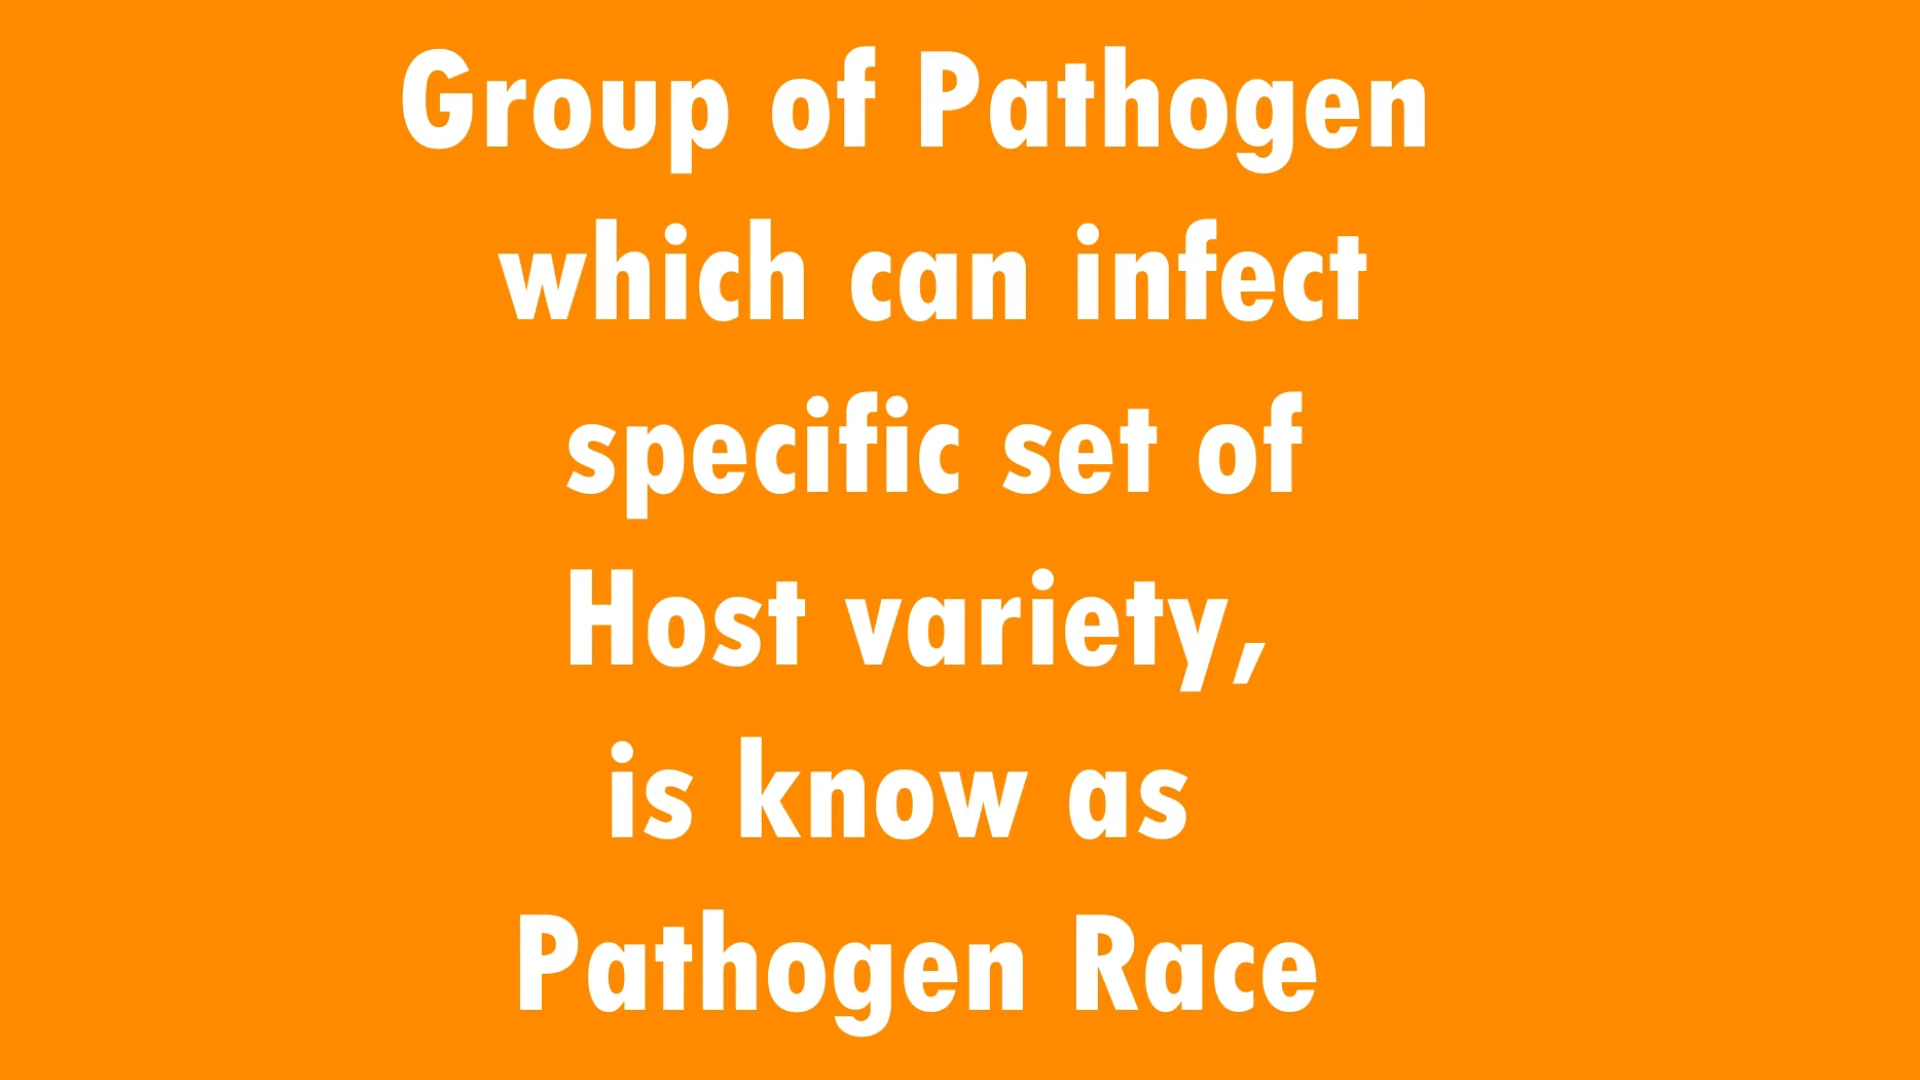 Group of Pathogen
which can infect
specific set of
Host variety,
is know as
Pathogen Race